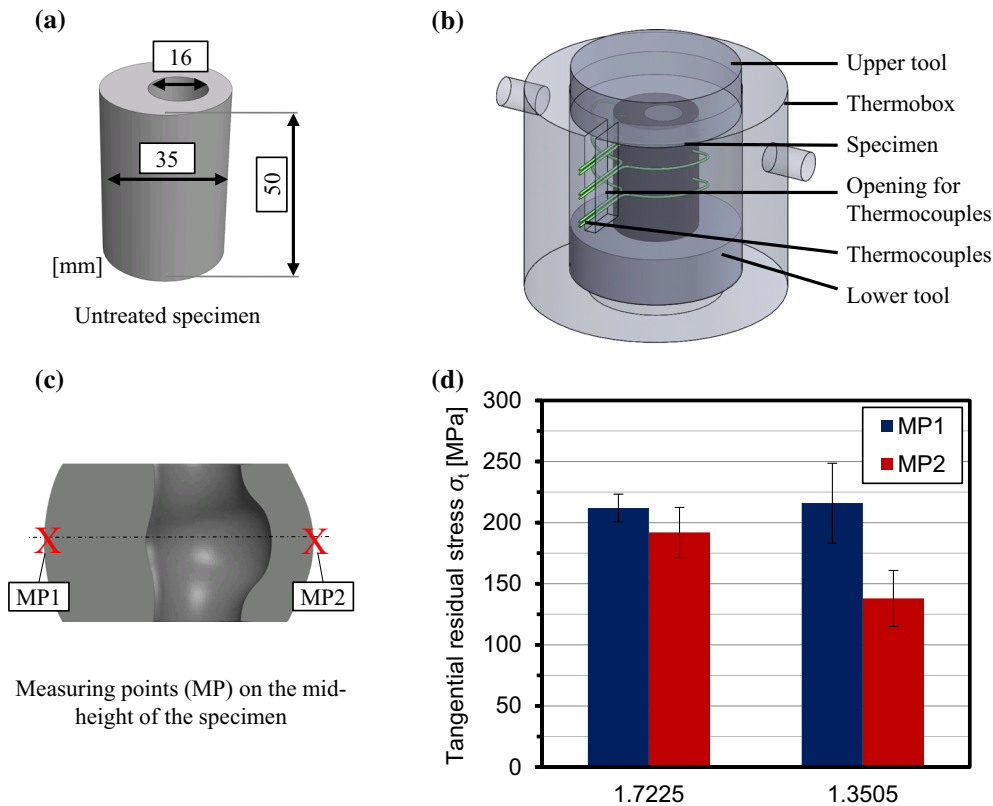 (a)
16
35
50
[mm]
Untreated specimen
(b)
Upper tool
Thermobox
Specimen
Opening for
Thermocouples
Thermocouples
Lower tool
(c)
X
X
MP1
MP2
Measuring points (MP) on the mid-
height of the specimen
(d)
Tangential residual stress σt [MPa]
300
250
200
150
100
50
0
MP1
MP2
1.7225
1.3505